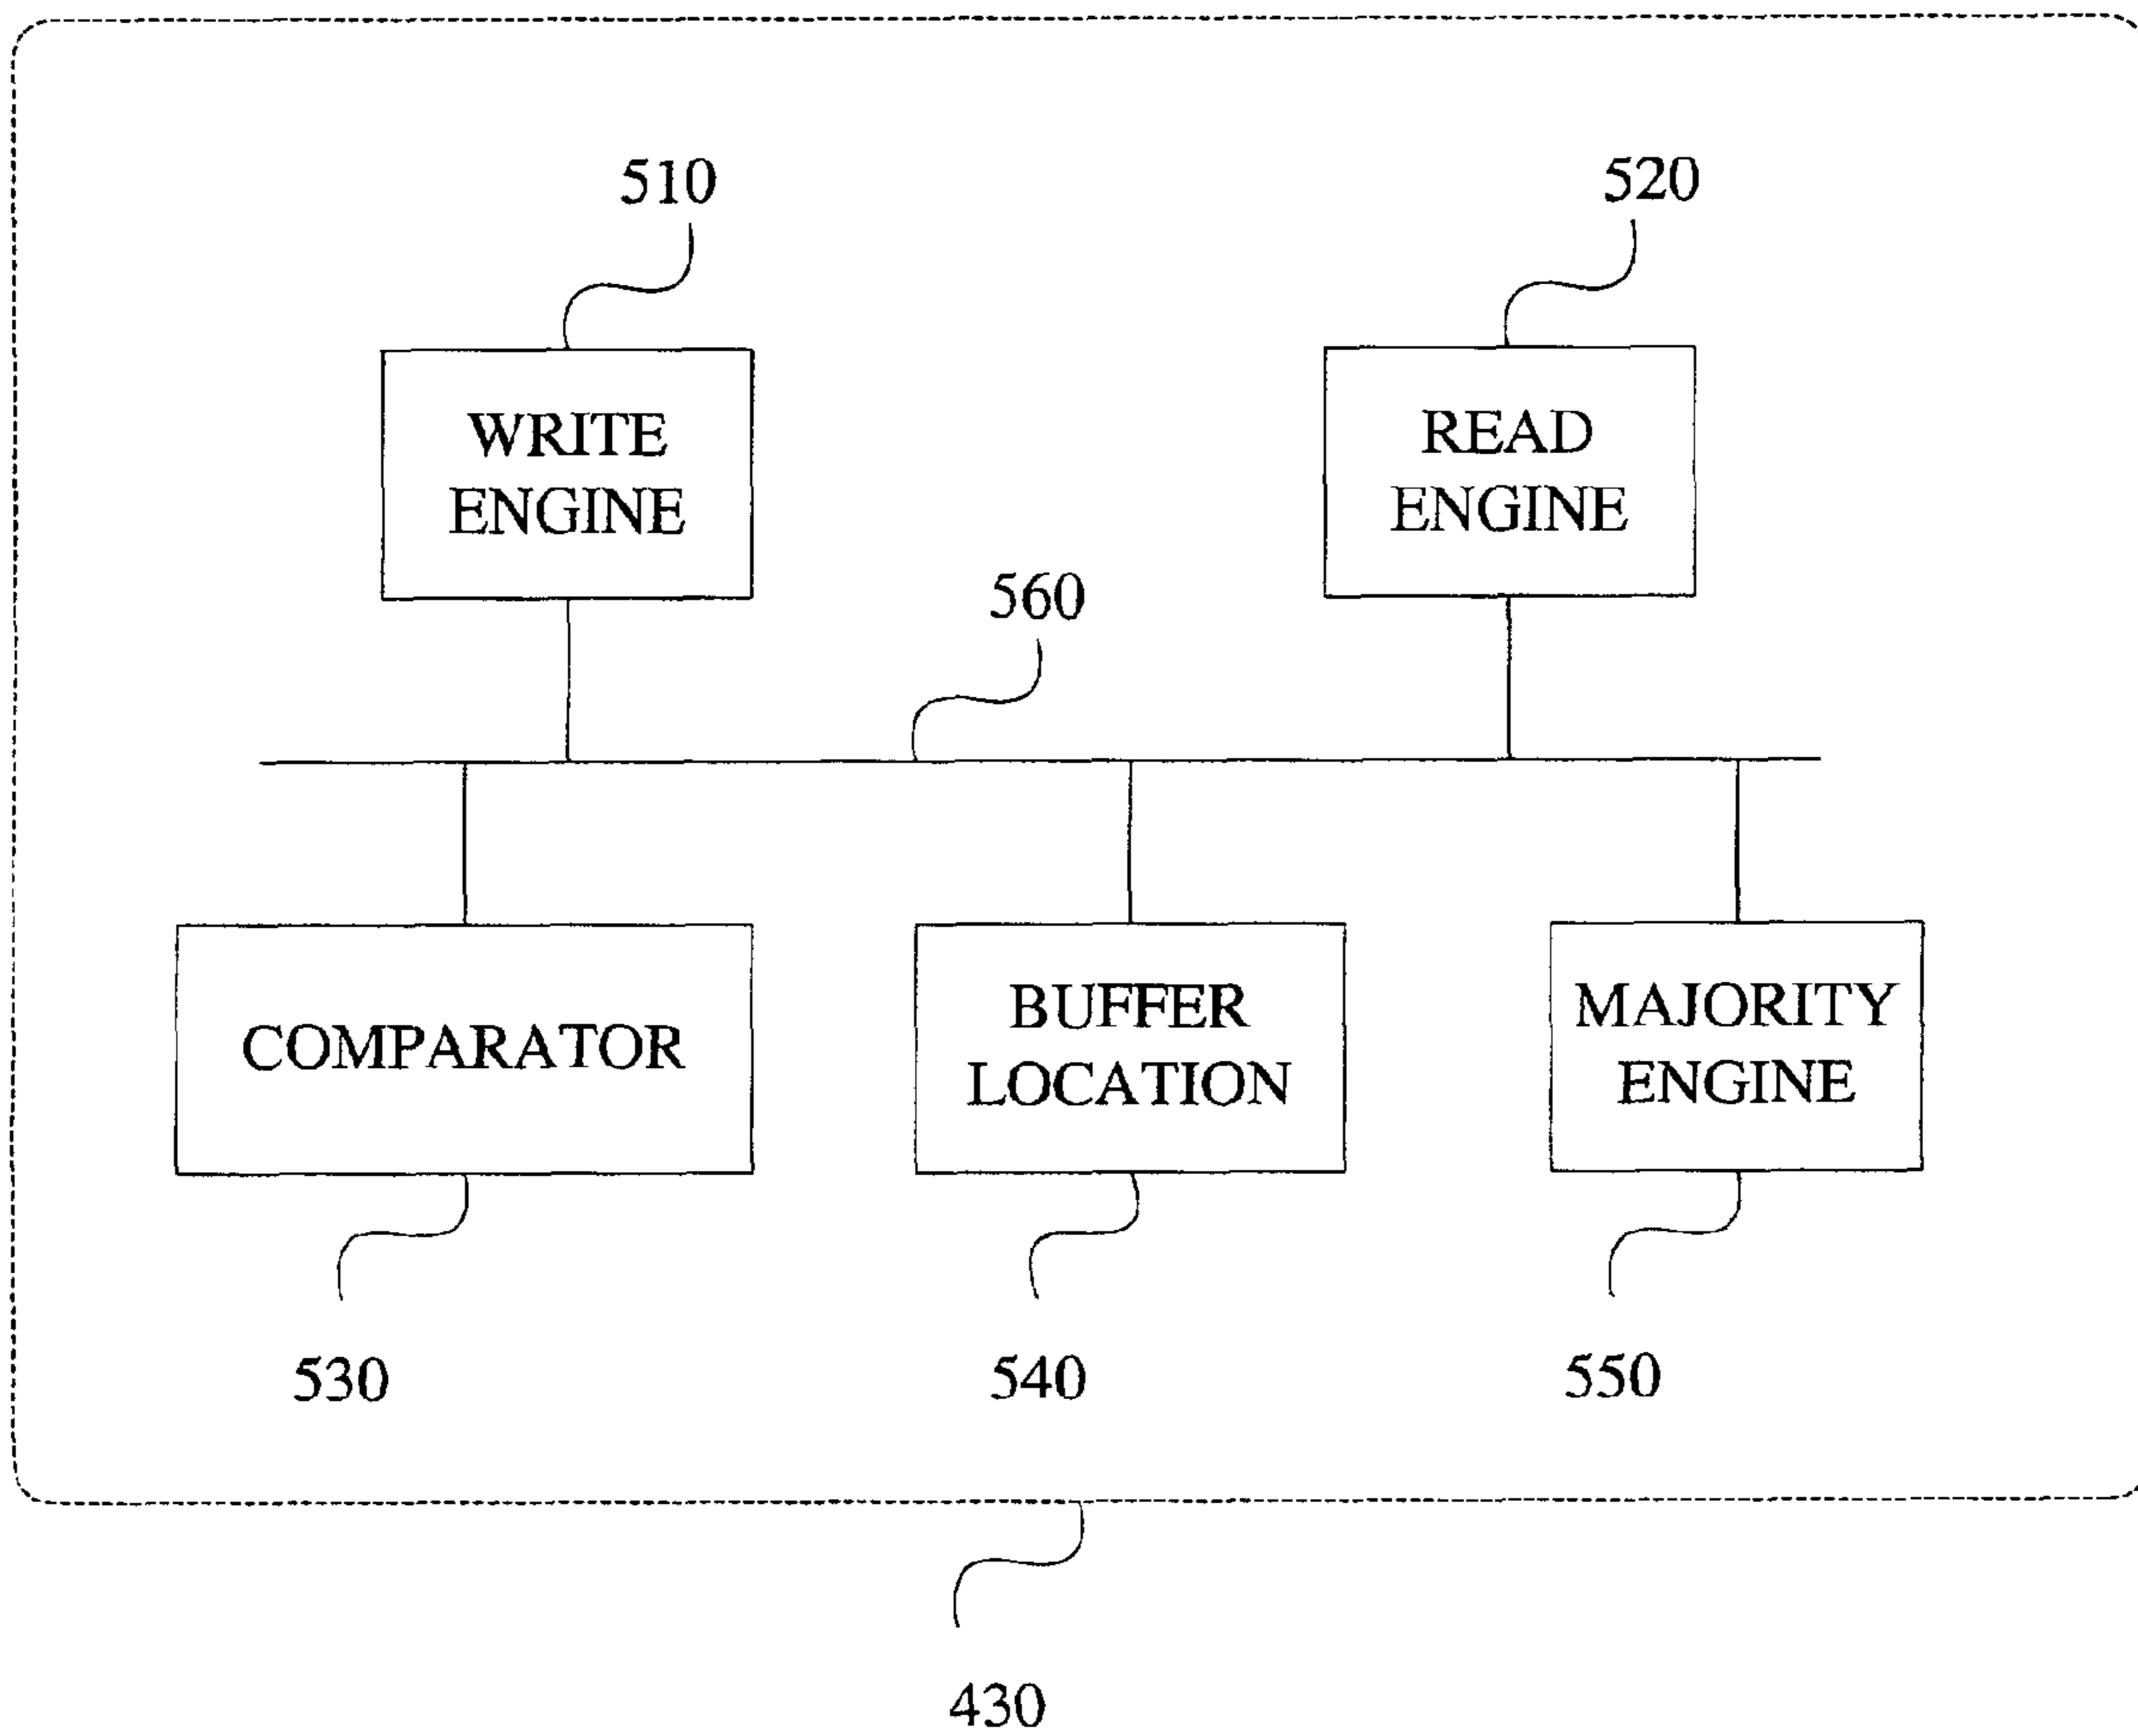 510
520
WRITE
ENGINE
READ
ENGINE
560
COMPARATOR
BUFFER
LOCATION
MAJORITY
ENGINE
530
540
550
430